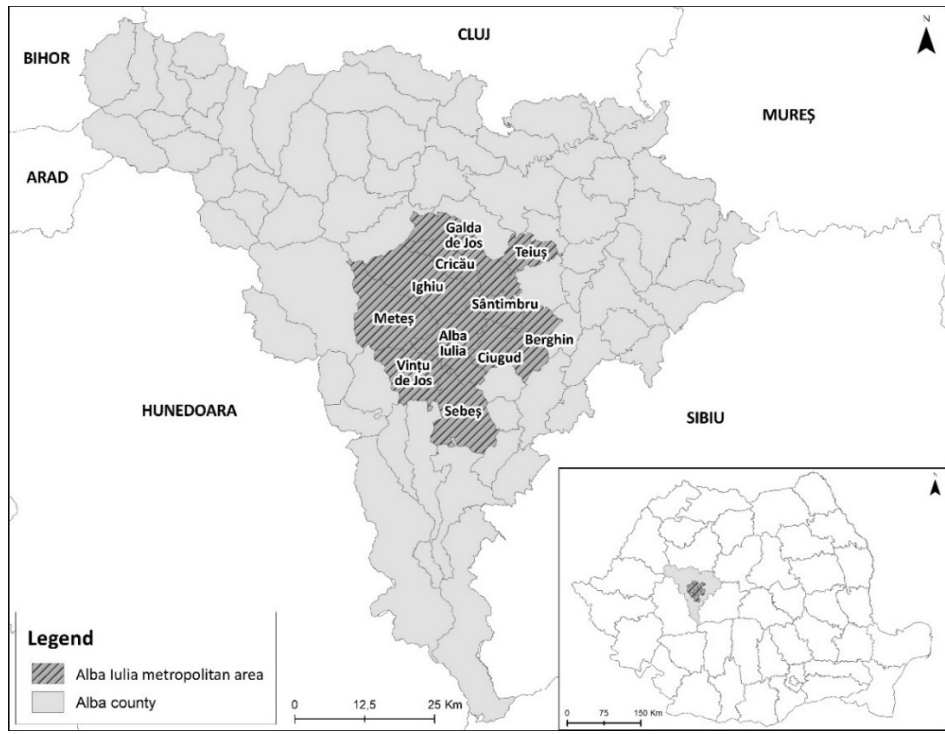 CLUJ
BIHOR
MUREȘ
ARAD
Galda
de Jos
Teiuș
Cricău
Ighiu
Sântimbru
Meteș
Alba
Iulia
Berghin
Ciugud
Vințu
de Jos
HUNEDOARA
Sebeș
SIBIU
N
N
Legend
Alba Iulia metropolitan area
Alba county
0 12,5 25 Km
0 75 150 Km